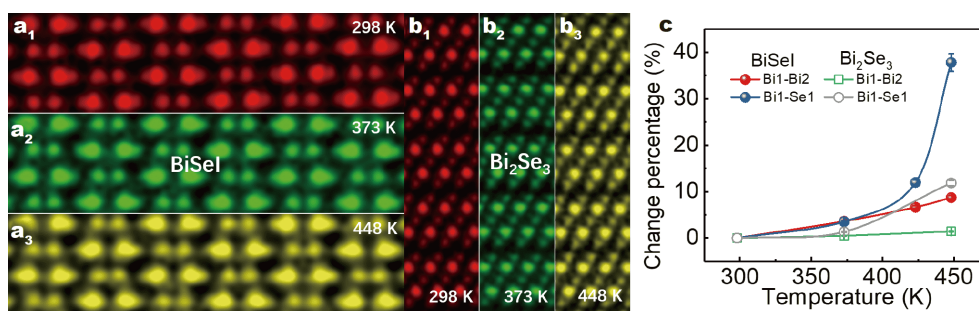 a₁
298 K
a₂
373 K
BiSeI
a₃
448 K
b₁
b₂
b₃
Bi₂Se₃
298 K
373 K
448 K
c
Change percentage (%)
40
30
20
10
0
BiSeI
Bi₂Se₃
Bi1-Bi2
Bi1-Bi2
Bi1-Se1
Bi1-Se1
300
350
400
450
Temperature (K)